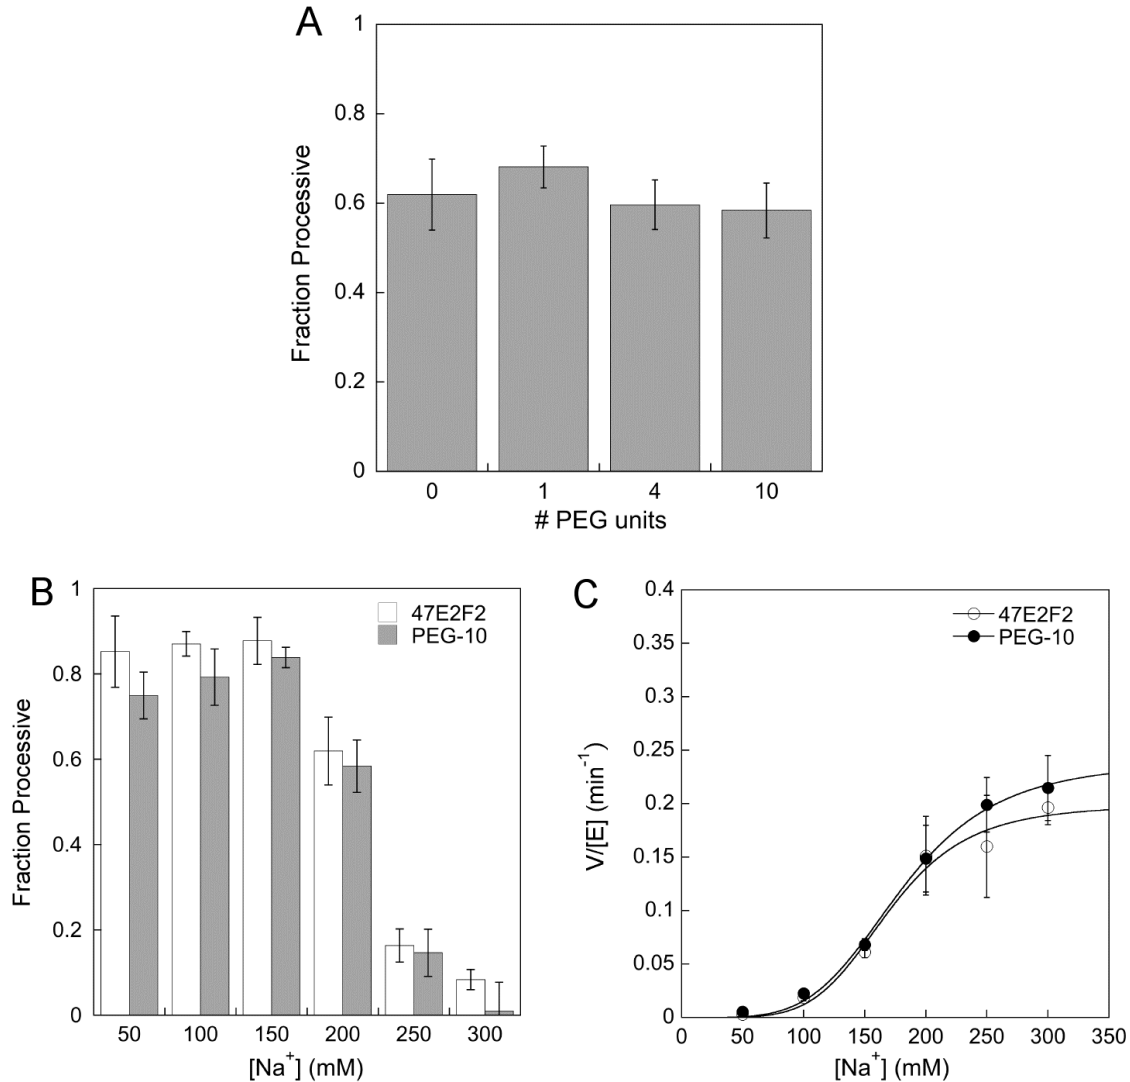 A
1
0.8
0.6
0.4
0.2
0
Fraction Processive
0 1 4 10
# PEG units
B
1
0.8
0.6
0.4
0.2
0
Fraction Processive
47E2F2
PEG-10
50 100 150 200 250 300
[Na+] (mM)
C
0.4
0.35
0.3
0.25
0.2
0.15
0.1
0.05
0
V/[E] (min-1)
47E2F2
PEG-10
0 50 100 150 200 250 300 350
[Na+] (mM)